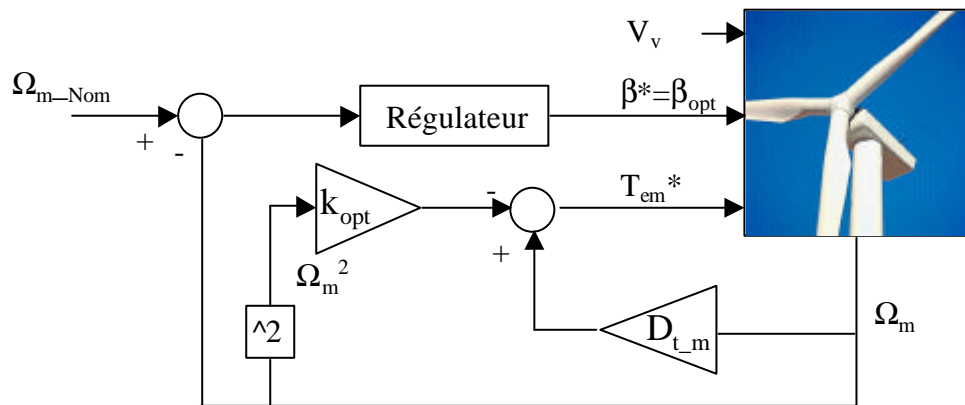 V_v
Ω_m_Nom
β*=β_opt
+
-
Régulateur
k_opt
-
T_em*
+
Ω_m^2
Ω_m
^2
D_t_m